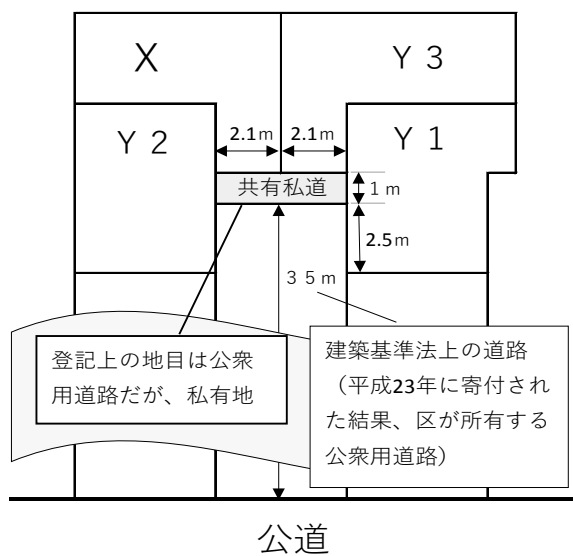 X
Y 3
2.1m
2.1m
Y 2
Y 1
共有私道
1 m
2.5m
3 5 m
登記上の地目は公衆
用道路だが、私有地
建築基準法上の道路
（平成23年に寄付され
た結果、区が所有する
公衆用道路）
公道